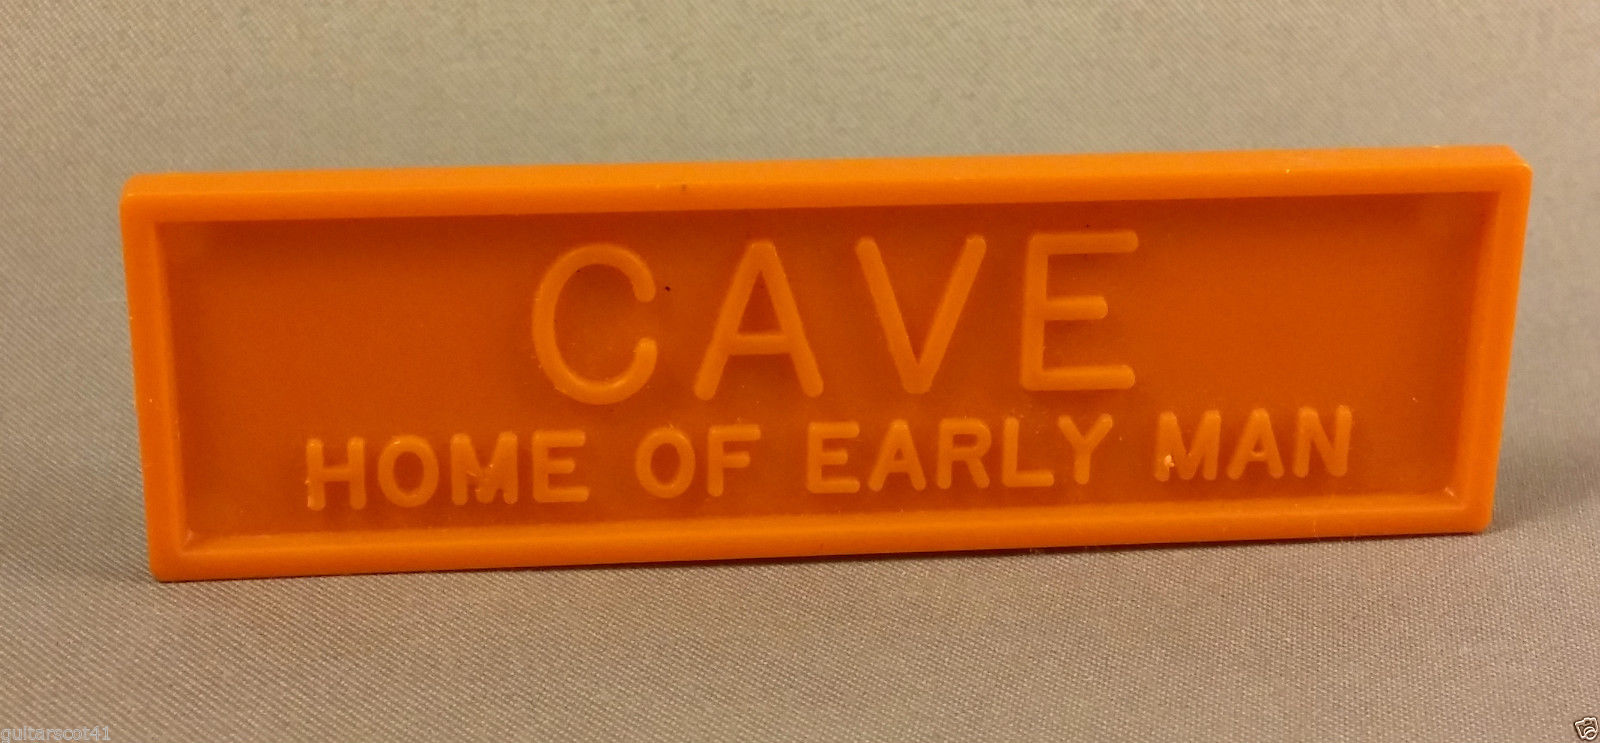 CAVE
HOME OF EARLY MAN
guitarscot41